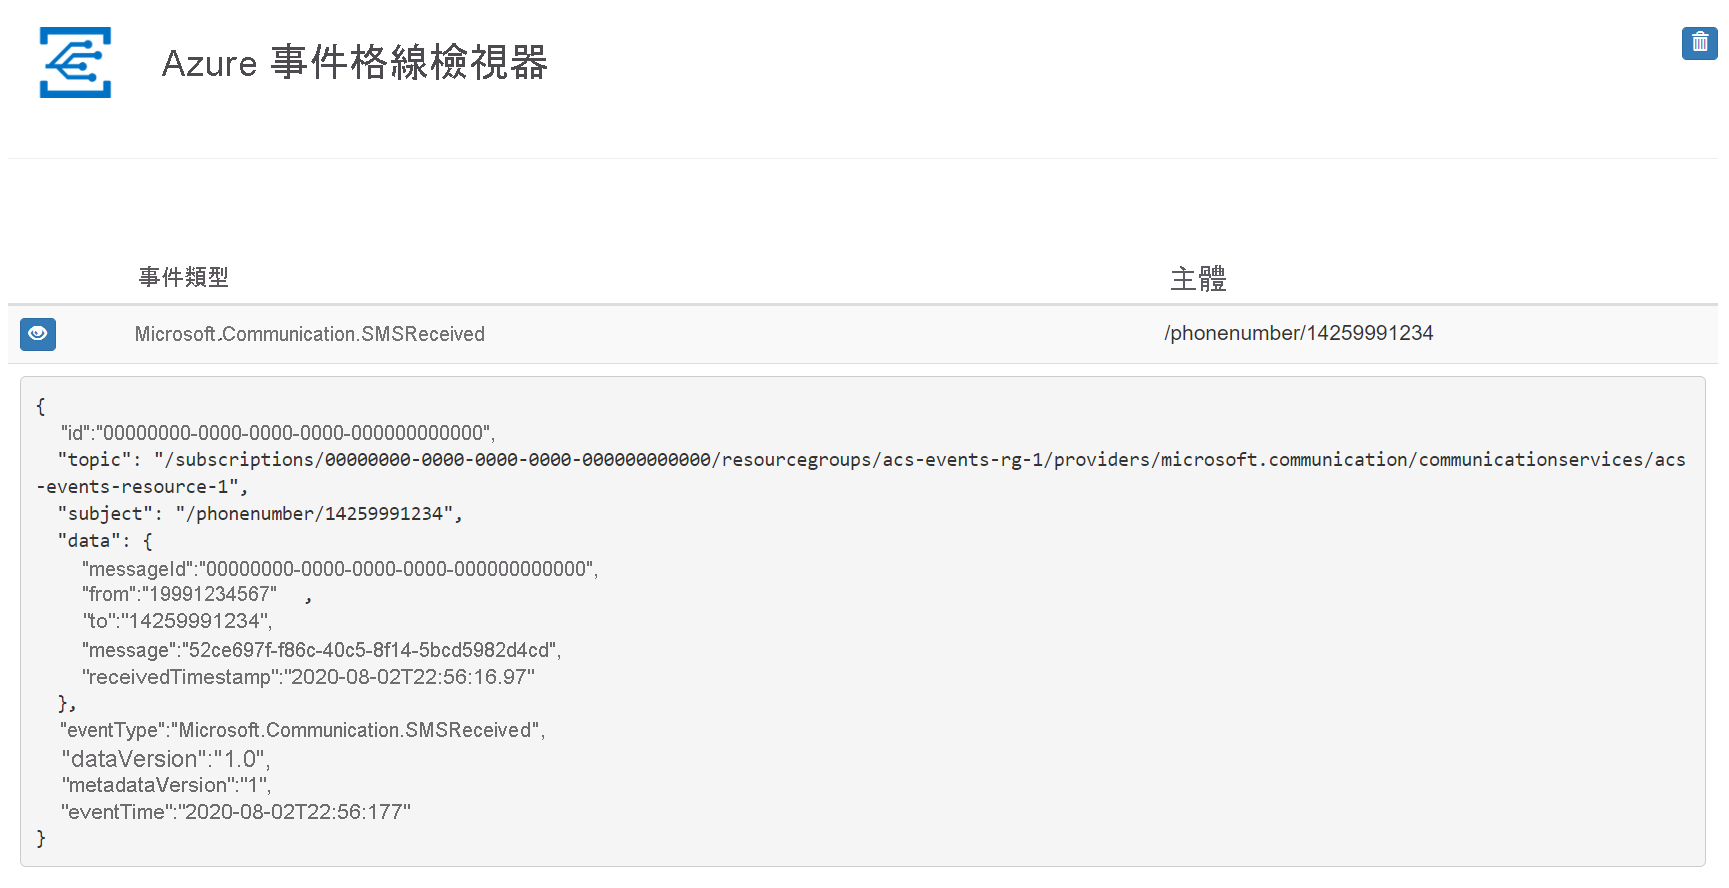 Azure 事件格線檢視器
事件類型 主體
Microsoft.Communication.SMSReceived /phonenumber/14259991234
{
"id":"00000000-0000-0000-0000-000000000000",
"topic": "/subscriptions/00000000-0000-0000-0000-000000000000/resourcegroups/acs-events-rg-1/providers/microsoft.communication/communicationservices/acs
-events-resource-1",
"subject": "/phonenumber/14259991234",
"data": {
"messageId":"00000000-0000-0000-0000-000000000000",
"from":"19991234567" ,
"to":"14259991234",
"message":"52ce697f-f86c-40c5-8f14-5bcd5982d4cd",
"receivedTimestamp":"2020-08-02T22:56:16.97"
},
"eventType":"Microsoft.Communication.SMSReceived",
"dataVersion":"1.0",
"metadataVersion":"1",
"eventTime":"2020-08-02T22:56:177"
}